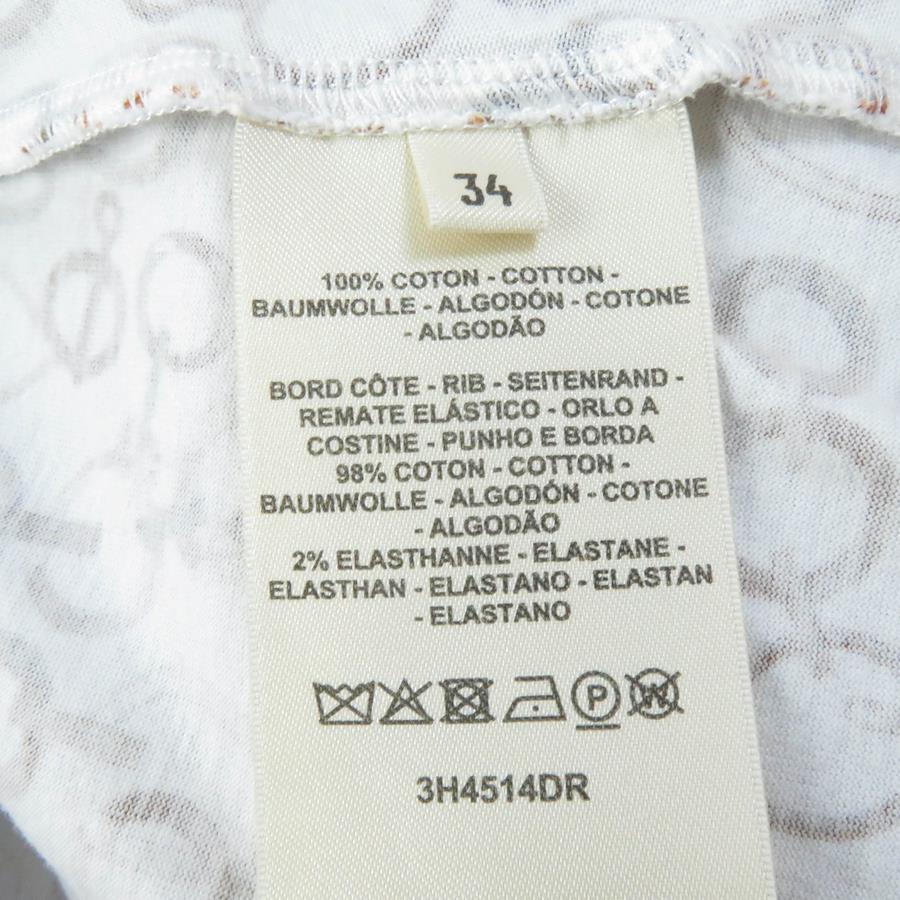 34
100% COTON - COTTON -
BAUMWOLLE - ALGODÓN - COTONE
- ALGODÃO
BORD CÔTE - RIB - SEITENRAND -
REMATE ELÁSTICO - ORLO A
COSTINE - PUNHO E BORDA
98% COTON - COTTON -
BAUMWOLLE - ALGODÓN - COTONE
- ALGODÃO
2% ELASTHANNE - ELASTANE -
ELASTHAN - ELASTANO - ELASTAN
- ELASTANO
P W
3H4514DR